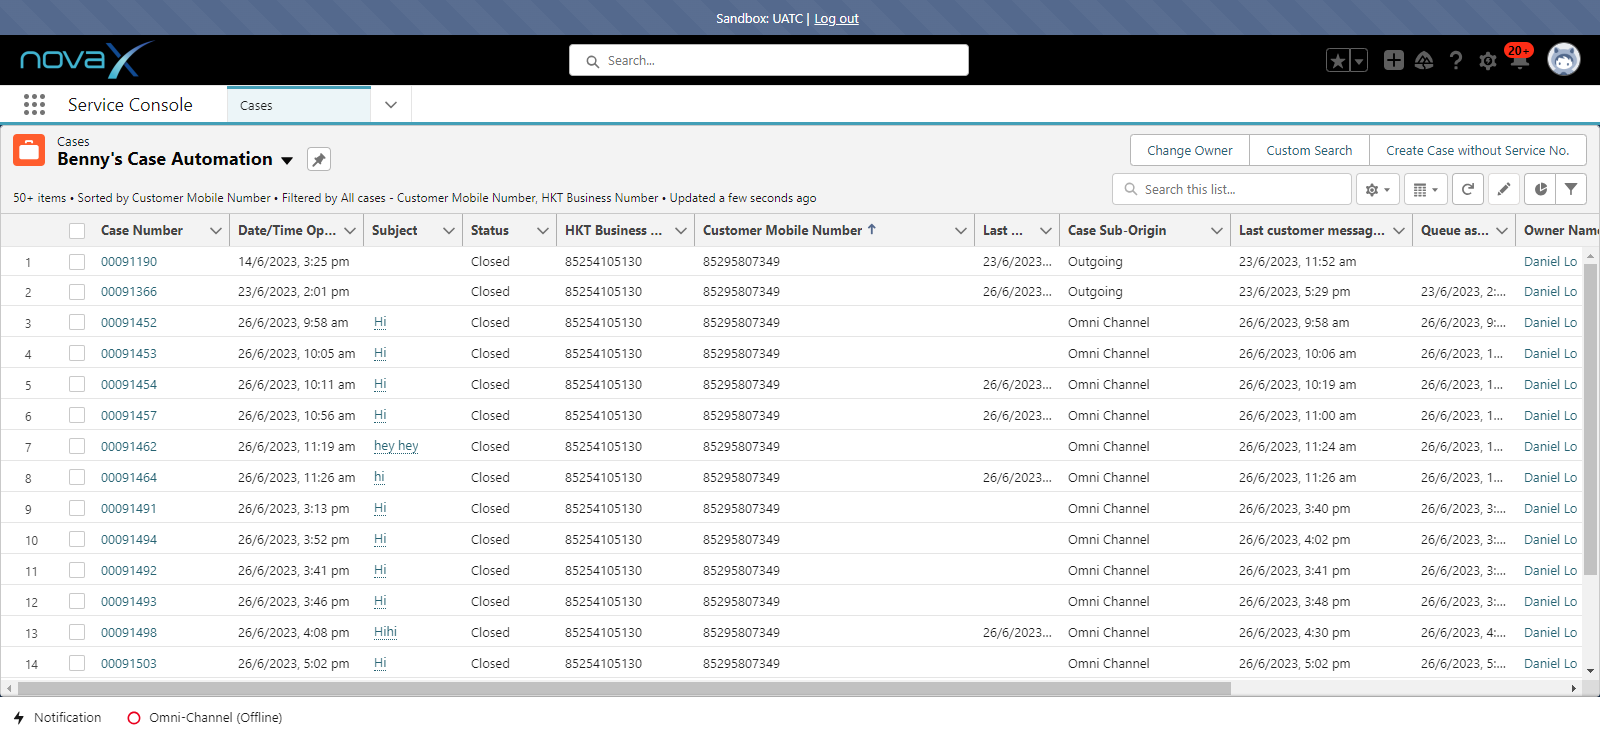 Sandbox: UATC | Log out
novaX Search... 20+
Service Console Cases
Cases
Benny's Case Automation
Change Owner Custom Search Create Case without Service No.
50+ items • Sorted by Customer Mobile Number • Filtered by All cases - Customer Mobile Number, HKT Business Number • Updated a few seconds ago
Search this list...
Case Number Date/Time Op... Subject Status HKT Business ... Customer Mobile Number Last ... Case Sub-Origin Last customer messag... Queue as... Owner Name
1 00091190 14/6/2023, 3:25 pm Closed 85254105130 85295807349 23/6/2023... Outgoing 23/6/2023, 11:52 am Daniel Lo
2 00091366 23/6/2023, 2:01 pm Closed 85254105130 85295807349 26/6/2023... Outgoing 23/6/2023, 5:29 pm 23/6/2023, 2:... Daniel Lo
3 00091452 26/6/2023, 9:58 am Hi Closed 85254105130 85295807349 Omni Channel 26/6/2023, 9:58 am 26/6/2023, 9:... Daniel Lo
4 00091453 26/6/2023, 10:05 am Hi Closed 85254105130 85295807349 Omni Channel 26/6/2023, 10:06 am 26/6/2023, 1... Daniel Lo
5 00091454 26/6/2023, 10:11 am Hi Closed 85254105130 85295807349 26/6/2023... Omni Channel 26/6/2023, 10:19 am 26/6/2023, 1... Daniel Lo
6 00091457 26/6/2023, 10:56 am Hi Closed 85254105130 85295807349 26/6/2023... Omni Channel 26/6/2023, 11:00 am 26/6/2023, 1... Daniel Lo
7 00091462 26/6/2023, 11:19 am hey hey Closed 85254105130 85295807349 Omni Channel 26/6/2023, 11:24 am 26/6/2023, 1... Daniel Lo
8 00091464 26/6/2023, 11:26 am hi Closed 85254105130 85295807349 26/6/2023... Omni Channel 26/6/2023, 11:26 am 26/6/2023, 1... Daniel Lo
9 00091491 26/6/2023, 3:13 pm Hi Closed 85254105130 85295807349 Omni Channel 26/6/2023, 3:40 pm 26/6/2023, 3:... Daniel Lo
10 00091494 26/6/2023, 3:52 pm Hi Closed 85254105130 85295807349 Omni Channel 26/6/2023, 4:02 pm 26/6/2023, 3:... Daniel Lo
11 00091492 26/6/2023, 3:41 pm Hi Closed 85254105130 85295807349 Omni Channel 26/6/2023, 3:41 pm 26/6/2023, 3:... Daniel Lo
12 00091493 26/6/2023, 3:46 pm Hi Closed 85254105130 85295807349 Omni Channel 26/6/2023, 3:48 pm 26/6/2023, 3:... Daniel Lo
13 00091498 26/6/2023, 4:08 pm Hihi Closed 85254105130 85295807349 26/6/2023... Omni Channel 26/6/2023, 4:30 pm 26/6/2023, 4:... Daniel Lo
14 00091503 26/6/2023, 5:02 pm Hi Closed 85254105130 85295807349 Omni Channel 26/6/2023, 5:02 pm 26/6/2023, 5:... Daniel Lo
Notification Omni-Channel (Offline)